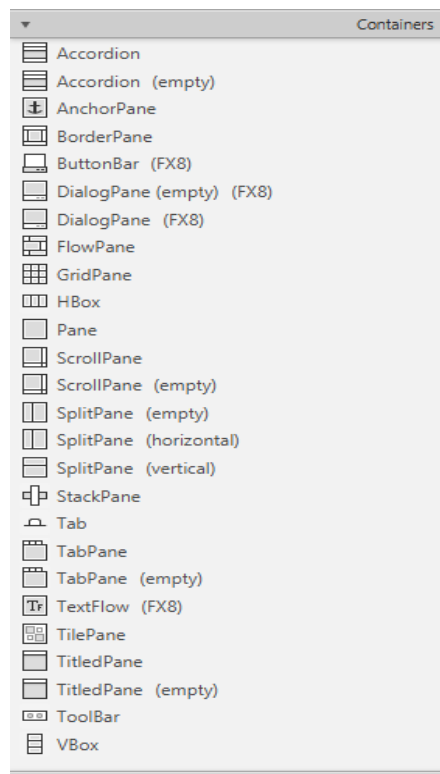 Containers
Accordion
Accordion (empty)
AnchorPane
BorderPane
ButtonBar (FX8)
DialogPane (empty) (FX8)
DialogPane (FX8)
FlowPane
GridPane
HBox
Pane
ScrollPane
ScrollPane (empty)
SplitPane (empty)
SplitPane (horizontal)
SplitPane (vertical)
StackPane
Tab
TabPane
TabPane (empty)
TF TextFlow (FX8)
TilePane
TitledPane
TitledPane (empty)
ToolBar
VBox